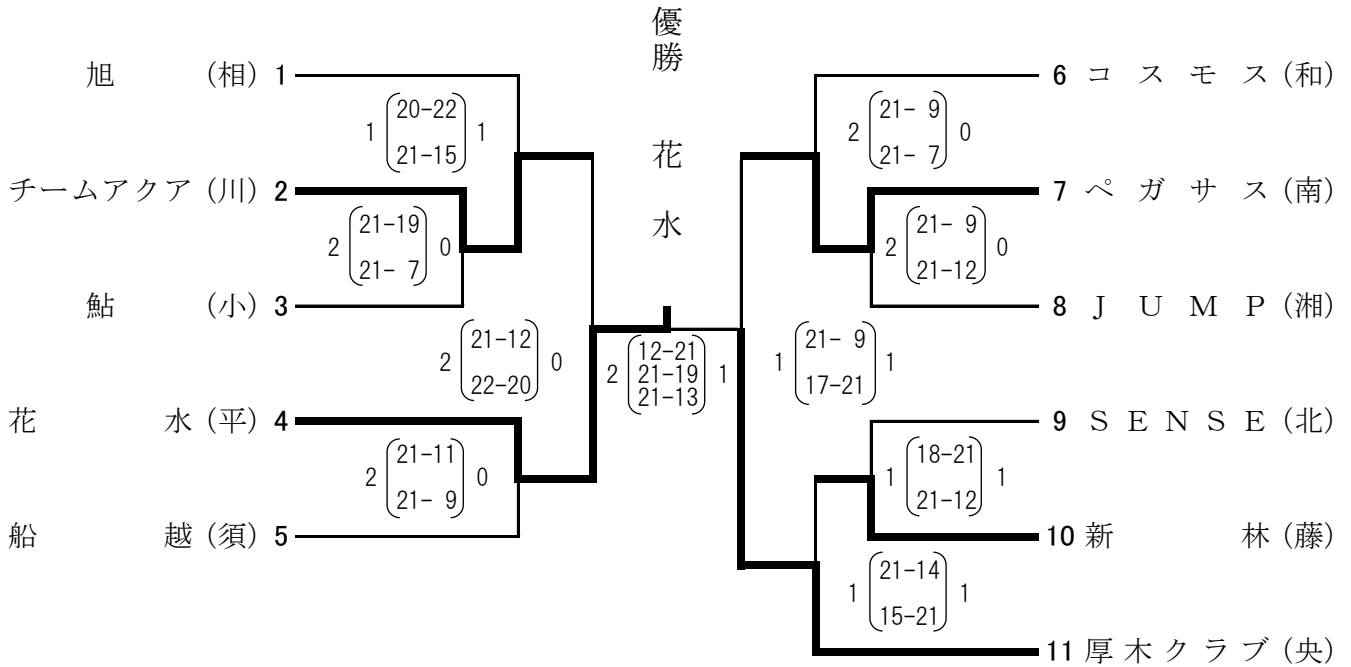 優勝 花水
旭 (相) 1
1 (20-22 21-15) 1
チームアクア (川) 2
2 (21-19 21- 7) 0
鮎 (小) 3
2 (21-12 22-20) 0
花水 (平) 4
2 (21-11 21- 9) 0
船越 (須) 5
2 (12-21 21-19 21-13) 1
6 コスモス (和)
2 (21- 9 21- 7) 0
7 ペガサス (南)
2 (21- 9 21-12) 0
8 JUMP (湘)
1 (21- 9 17-21) 1
9 SENSE (北)
1 (18-21 21-12) 1
10 新林 (藤)
1 (21-14 15-21) 1
11 厚木クラブ (央)